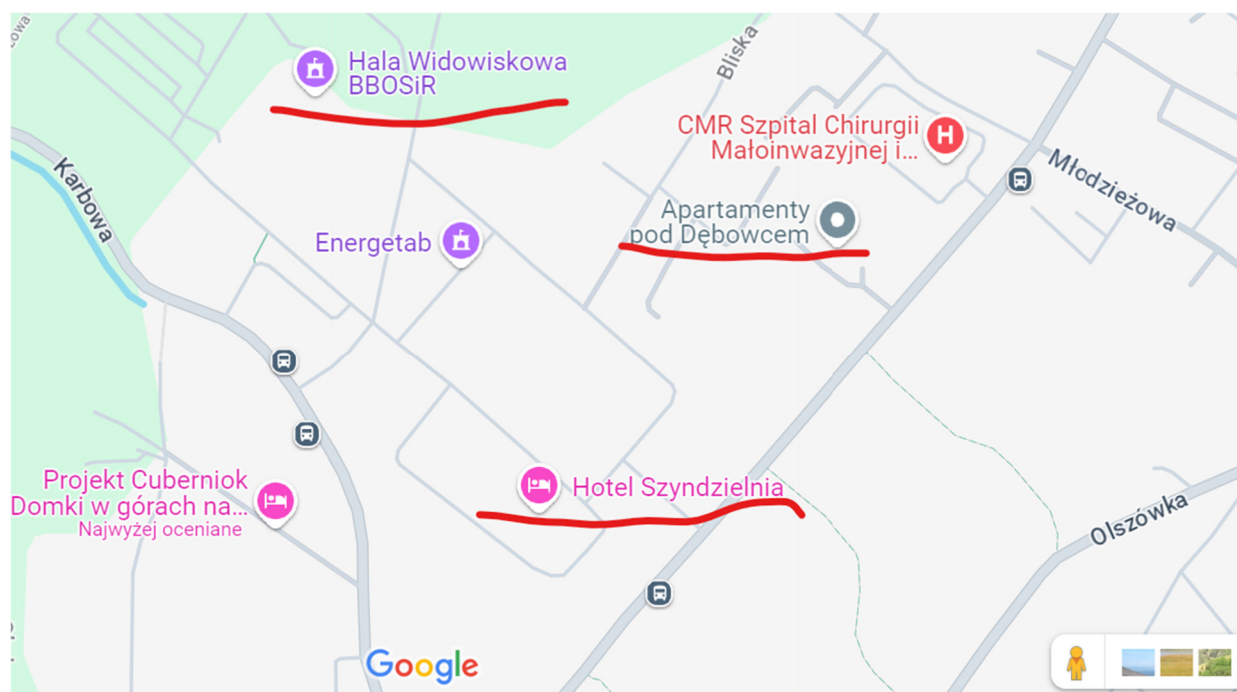 Hala Widowiskowa
BBOSiR
Bliska
CMR Szpital Chirurgii
Małoinwazyjnej i...
Młodzieżowa
Karbowa
Apartamenty
pod Dębowcem
Energetab
Projekt Cuberniok
Domki w górach na...
Najwyżej oceniane
Hotel Szyndzielnia
Olszówka
Google